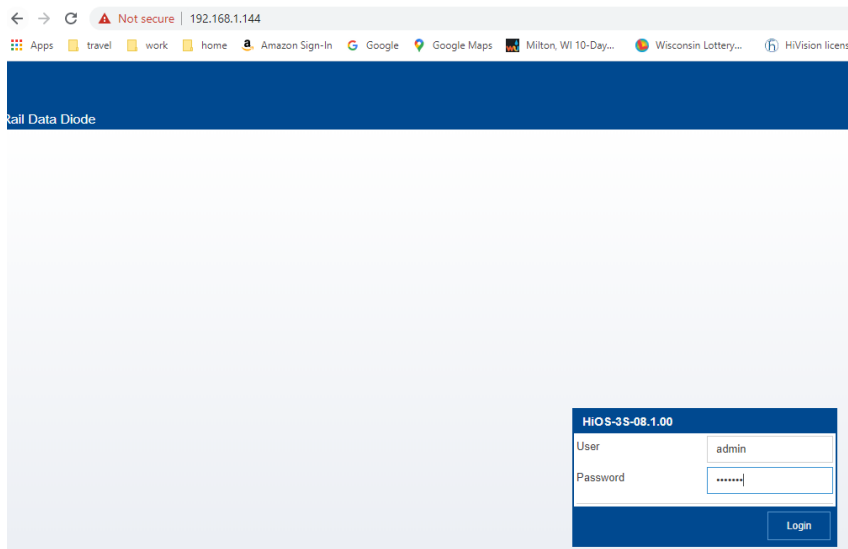 Not secure | 192.168.1.144
Apps travel work home Amazon Sign-In Google Google Maps Milton, WI 10-Day... Wisconsin Lottery... HiVision licens
Rail Data Diode
HiOS-3S-08.1.00
User admin
Password •••••••
Login